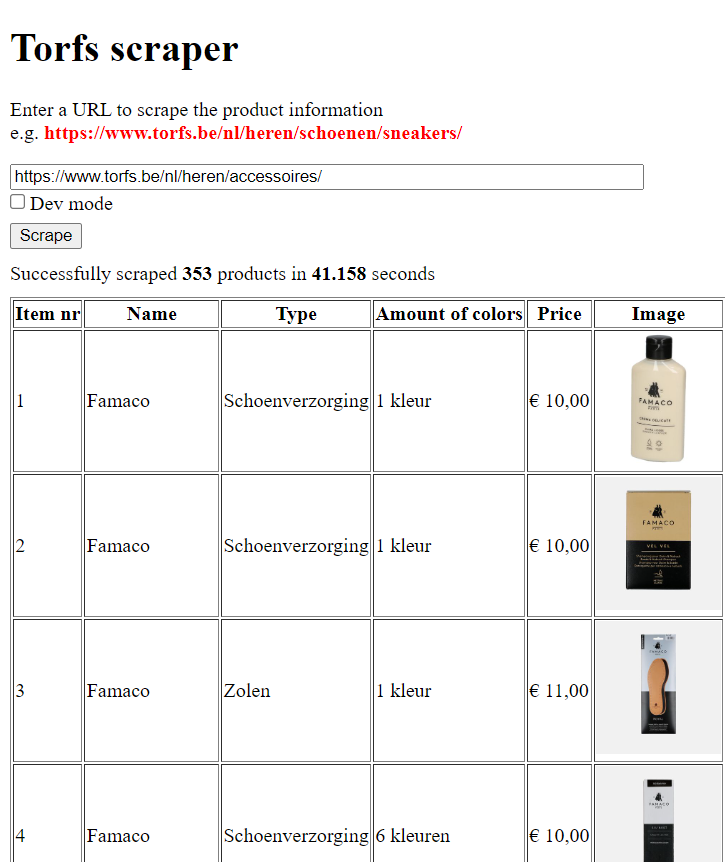 Torfs scraper
Enter a URL to scrape the product information
e.g. https://www.torfs.be/nl/heren/schoenen/sneakers/
https://www.torfs.be/nl/heren/accessoires/
Dev mode
Scrape
Successfully scraped 353 products in 41.158 seconds
Item nr Name Type Amount of colors Price Image
1 Famaco Schoenverzorging 1 kleur € 10,00
FAMACO
2 Famaco Schoenverzorging 1 kleur € 10,00
FAMACO
VEL VEL
3 Famaco Zolen 1 kleur € 11,00
FAMACO
4 Famaco Schoenverzorging 6 kleuren € 10,00
FAMACO